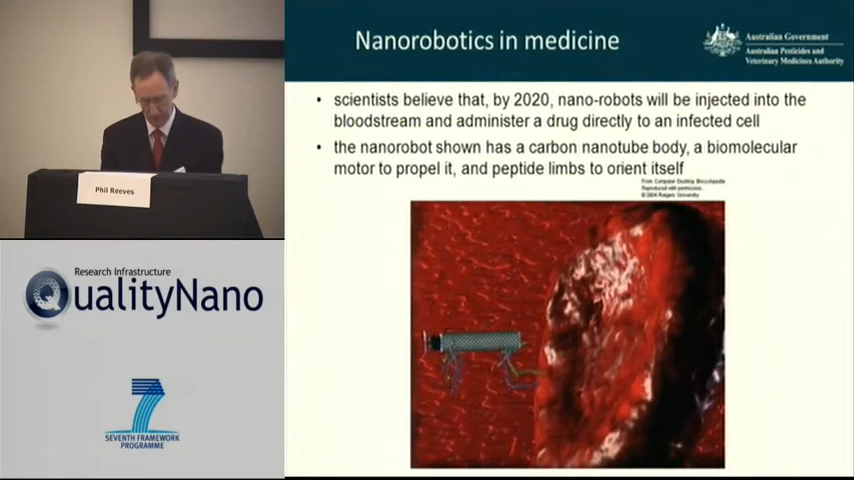 Phil Reeves
Research Infrastructure
QualityNano
7
SEVENTH FRAMEWORK
PROGRAMME
Nanorobotics in medicine
Australian Government
Australian Pesticides and
Veterinary Medicines Authority
• scientists believe that, by 2020, nano-robots will be injected into the
bloodstream and administer a drug directly to an infected cell
• the nanorobot shown has a carbon nanotube body, a biomolecular
motor to propel it, and peptide limbs to orient itself
From Computer Desktop Encyclopedia
Reproduced with permission.
© 2004 Rutgers University